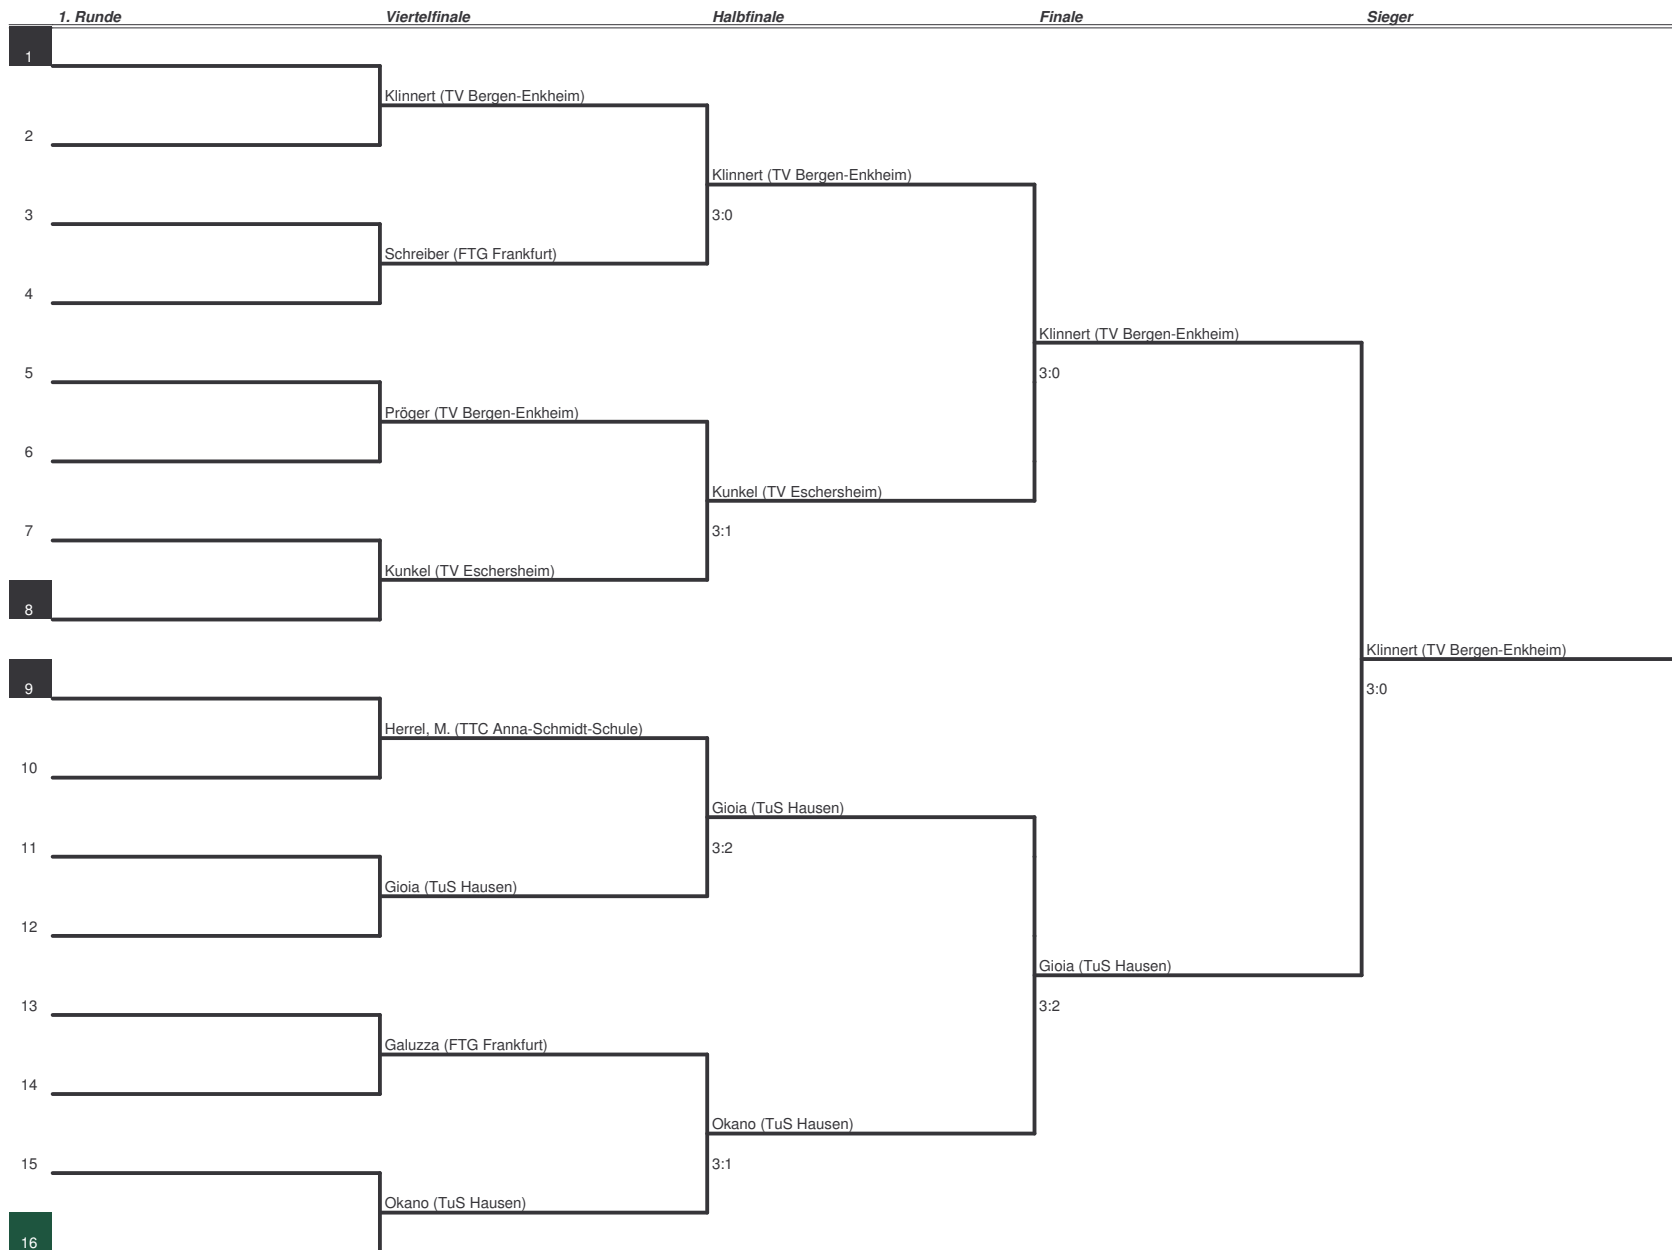 1. Runde Viertelfinale Halbfinale Finale Sieger
1
Klinnert (TV Bergen-Enkheim)
2
Klinnert (TV Bergen-Enkheim)
3 3:0
Schreiber (FTG Frankfurt)
4
Klinnert (TV Bergen-Enkheim)
5 3:0
Pröger (TV Bergen-Enkheim)
6
Kunkel (TV Eschersheim)
7 3:1
Kunkel (TV Eschersheim)
8
Klinnert (TV Bergen-Enkheim)
9 3:0
Herrel, M. (TTC Anna-Schmidt-Schule)
10
Gioia (TuS Hausen)
11 3:2
Gioia (TuS Hausen)
12
Gioia (TuS Hausen)
13 3:2
Galuzza (FTG Frankfurt)
14
Okano (TuS Hausen)
15 3:1
Okano (TuS Hausen)
16